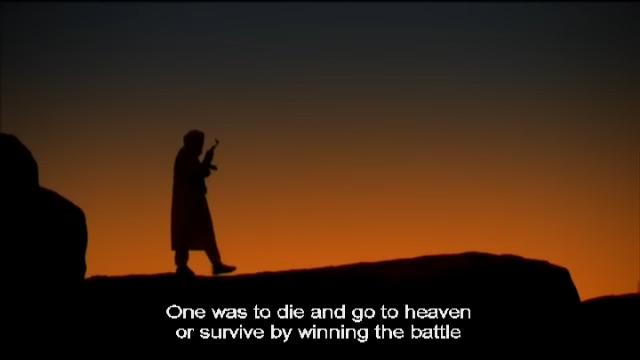 One was to die and go to heaven
or survive by winning the battle